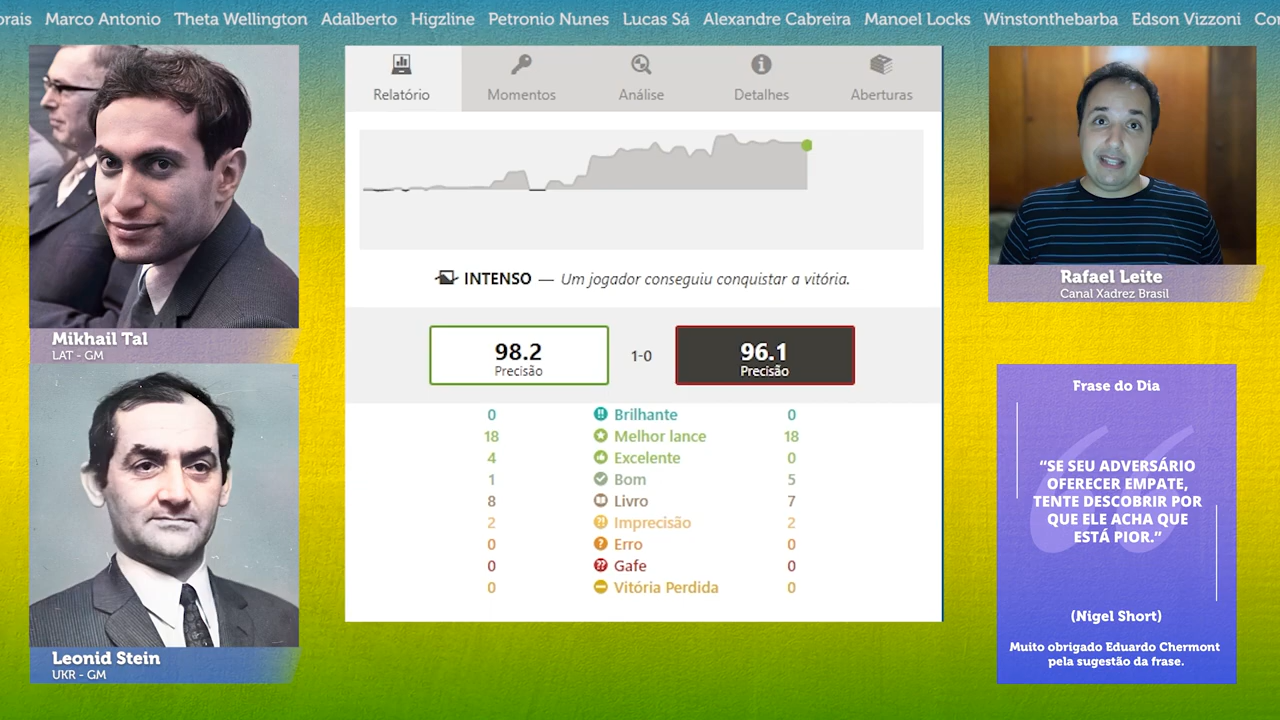 orais Marco Antonio Theta Wellington Adalberto Higzline Petronio Nunes Lucas Sá Alexandre Cabreira Manoel Locks Winstonthebarba Edson Vizzoni Co
Mikhail Tal
LAT - GM
Leonid Stein
UKR - GM
Relatório Momentos Análise Detalhes Aberturas
INTENSO — Um jogador conseguiu conquistar a vitória.
98.2 1-0 96.1
Precisão Precisão
0 Brilhante 0
18 Melhor lance 18
4 Excelente 0
1 Bom 5
8 Livro 7
2 Imprecisão 2
0 Erro 0
0 Gafe 0
0 Vitória Perdida 0
Rafael Leite
Canal Xadrez Brasil
Frase do Dia
“SE SEU ADVERSÁRIO
OFERECER EMPATE,
TENTE DESCOBRIR POR
QUE ELE ACHA QUE
ESTÁ PIOR.”
(Nigel Short)
Muito obrigado Eduardo Chermont
pela sugestão da frase.